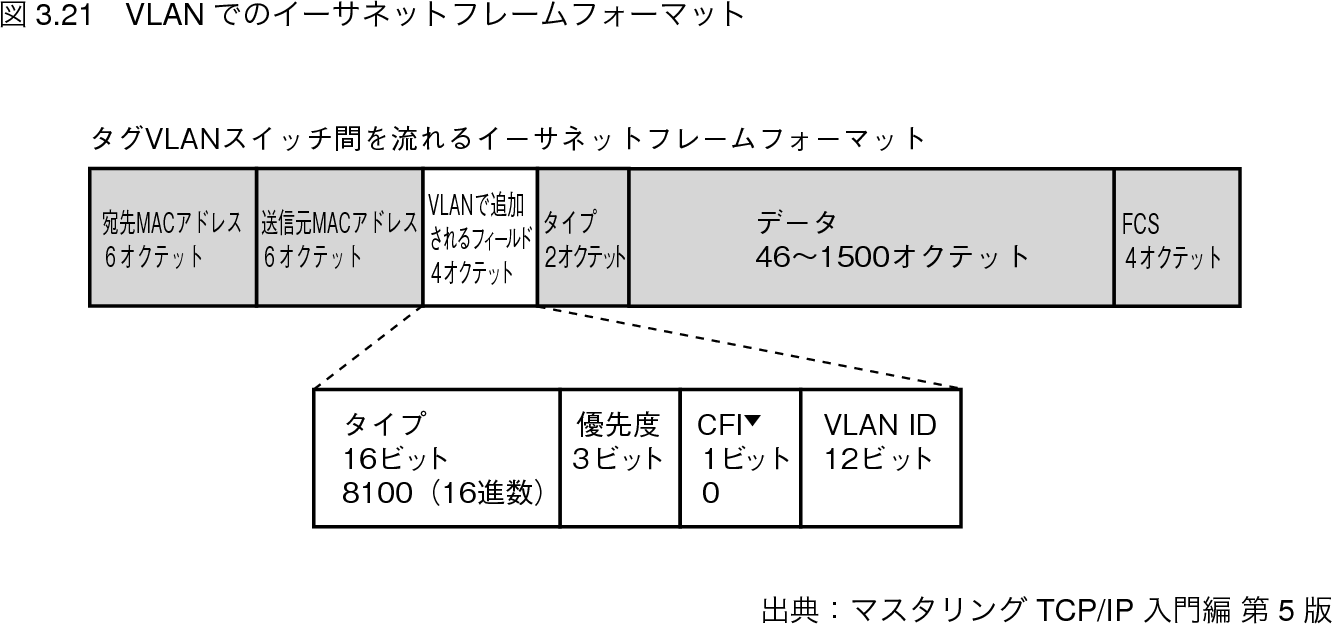 図 3.21　VLAN でのイーサネットフレームフォーマット
タグVLANスイッチ間を流れるイーサネットフレームフォーマット
宛先MACアドレス
6オクテット
送信元MACアドレス
6オクテット
VLANで追加
されるフィールド
4オクテット
タイプ
2オクテット
データ
46〜1500オクテット
FCS
4オクテット
タイプ
16ビット
8100（16進数）
優先度
3ビット
CFI▼
1ビット
0
VLAN ID
12ビット
出典：マスタリング TCP/IP 入門編 第 5 版